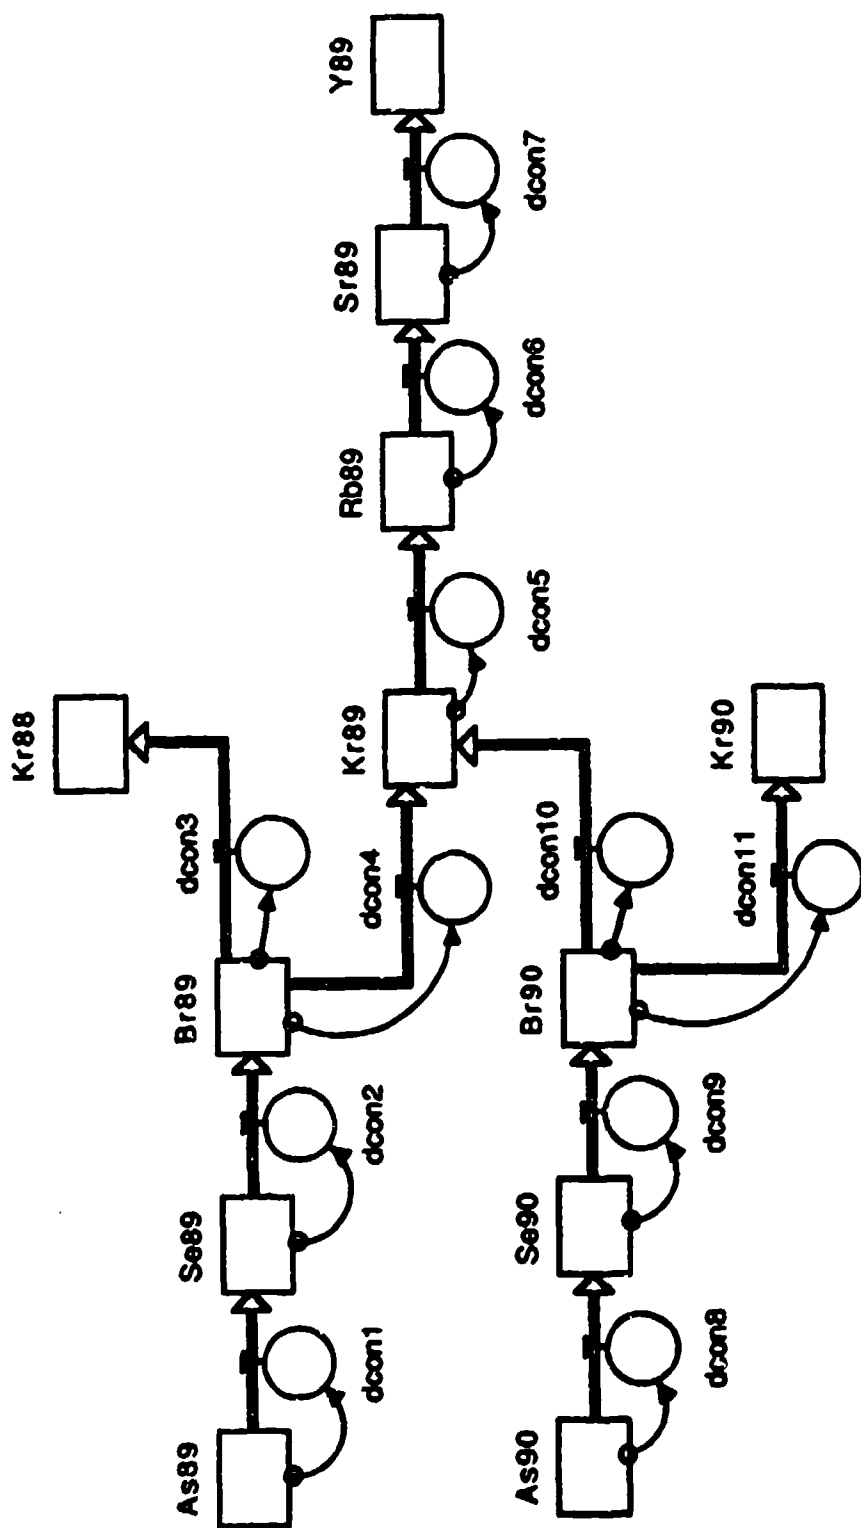 As89
dcon1
Se89
dcon2
Br89
dcon3
Kr88
dcon4
Kr89
dcon5
Rb89
dcon6
Sr89
dcon7
Y89
As90
dcon8
Se90
dcon9
Br90
dcon10
dcon11
Kr90